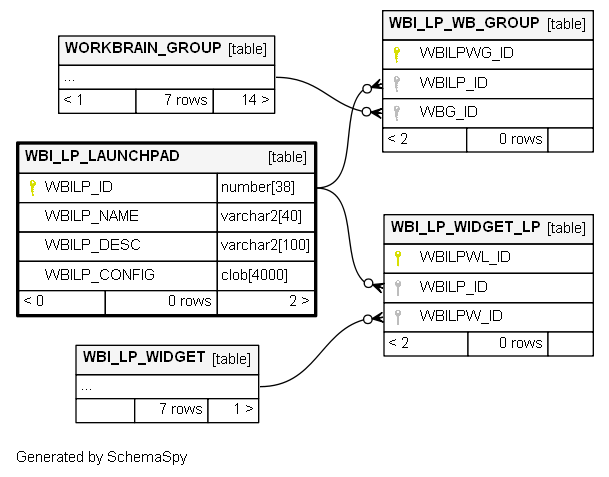 WORKBRAIN_GROUP [table]
...
< 1 7 rows 14 >
WBI_LP_WB_GROUP [table]
WBILPWG_ID
WBILP_ID
WBG_ID
< 2 0 rows
WBI_LP_LAUNCHPAD [table]
WBILP_ID number[38]
WBILP_NAME varchar2[40]
WBILP_DESC varchar2[100]
WBILP_CONFIG clob[4000]
< 0 0 rows 2 >
WBI_LP_WIDGET_LP [table]
WBILPWL_ID
WBILP_ID
WBILPW_ID
< 2 0 rows
WBI_LP_WIDGET [table]
...
7 rows 1 >
Generated by SchemaSpy